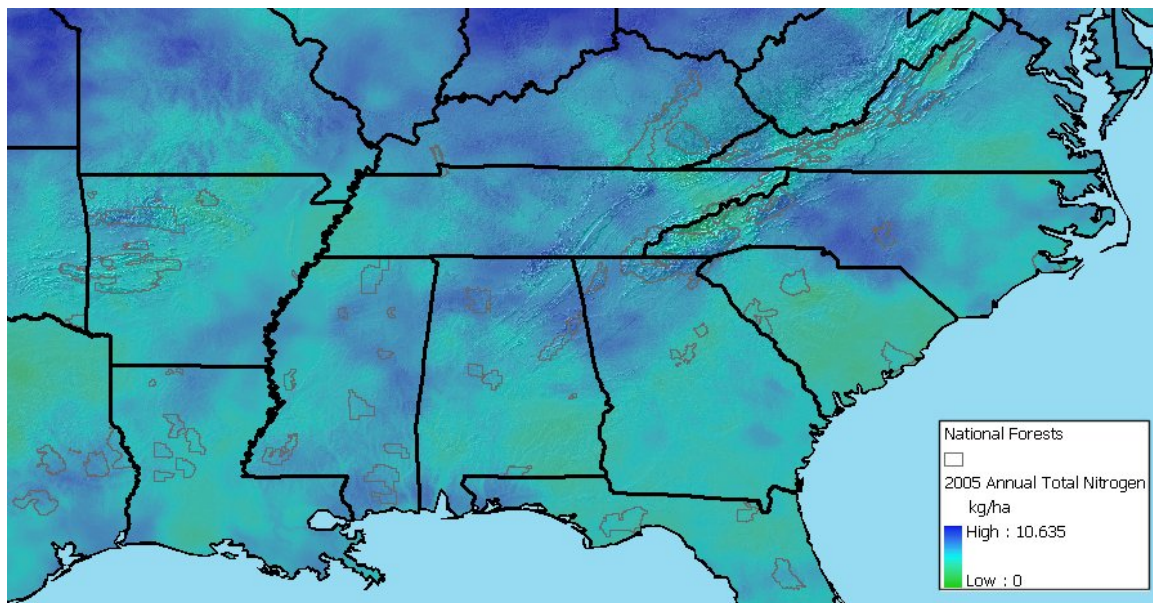 National Forests
2005 Annual Total Nitrogen
kg/ha
High : 10.635
Low : 0